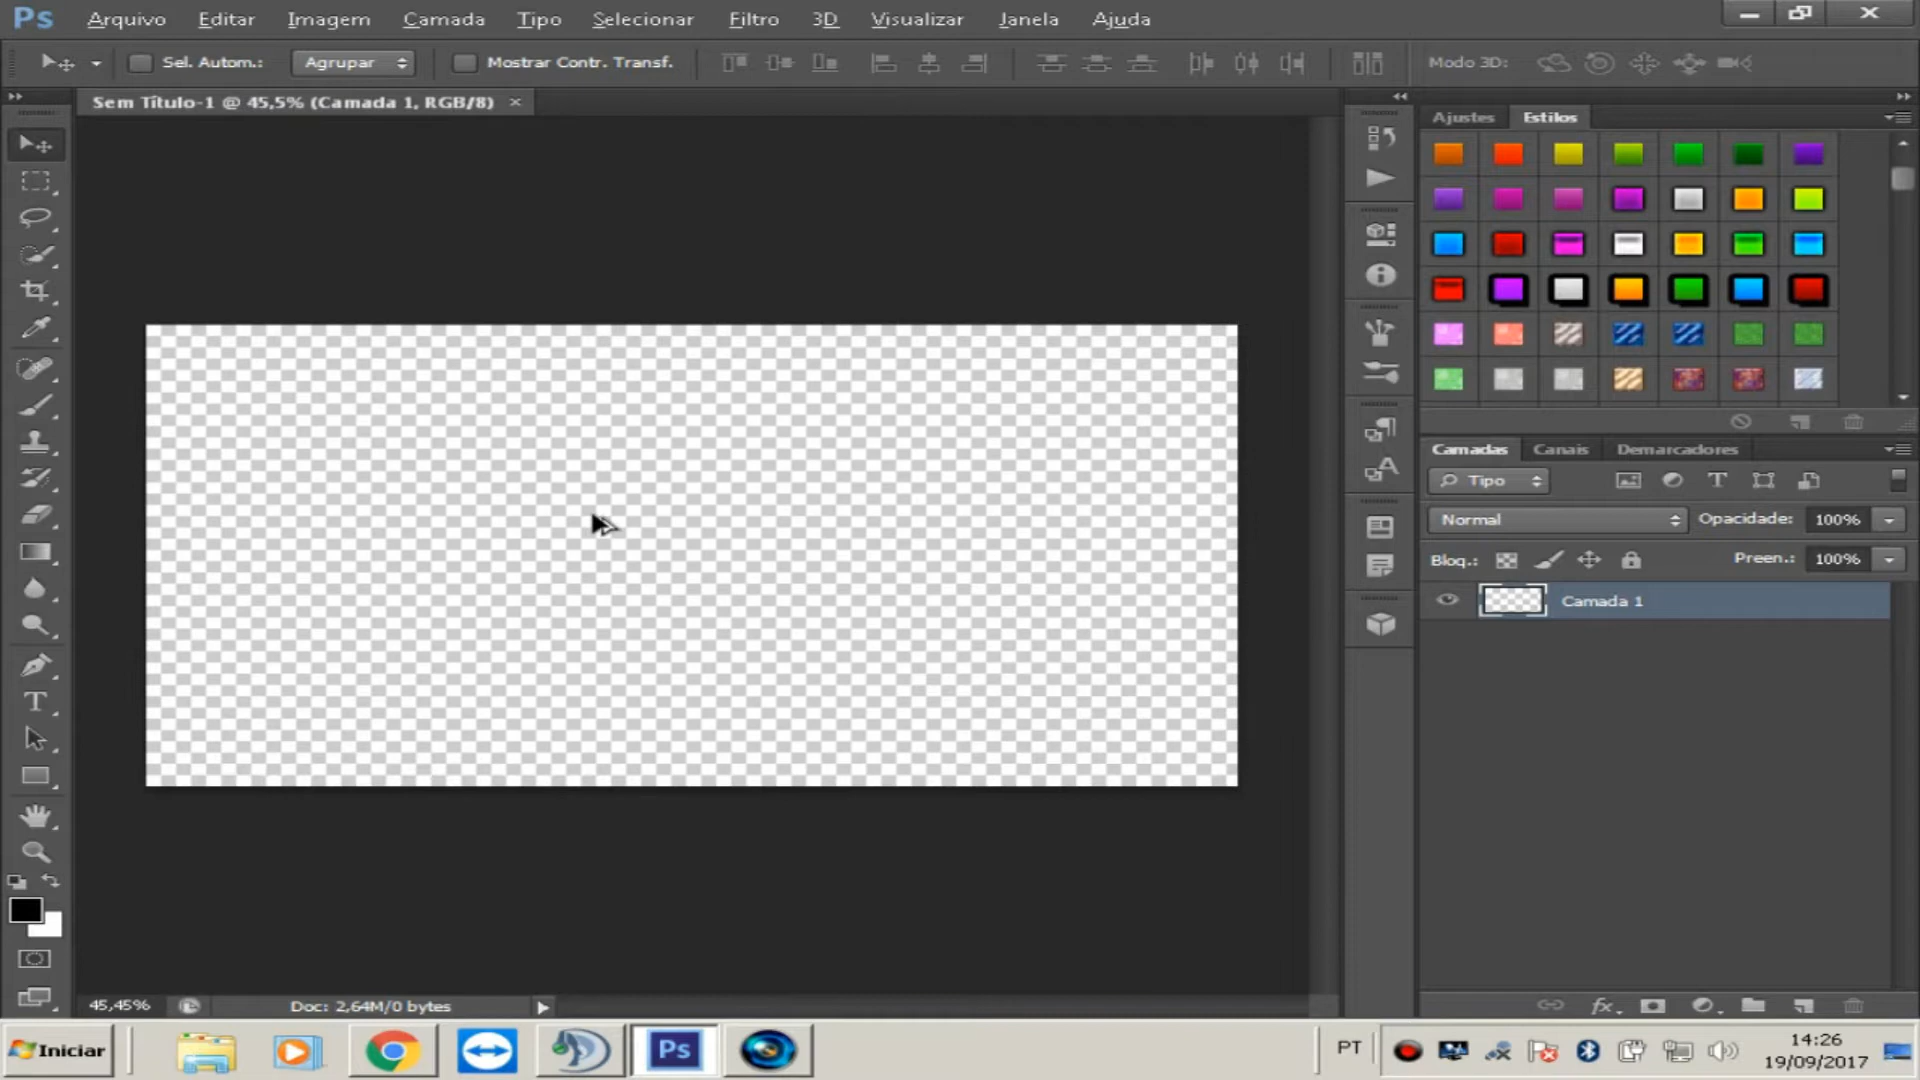 Ps Arquivo Editar Imagem Camada Tipo Selecionar Filtro 3D Visualizar Janela Ajuda
Sel. Autom.: Agrupar Mostrar Contr. Transf. Modo 3D:
Sem Título-1 @ 45,5% (Camada 1, RGB/8) ×
Ajustes Estilos
Camadas Canais Demarcadores
Tipo
Normal Opacidade: 100%
Bloq.: Preen.: 100%
Camada 1
45,45% Doc: 2,64M/0 bytes
fx
Iniciar Ps PT 14:26
19/09/2017